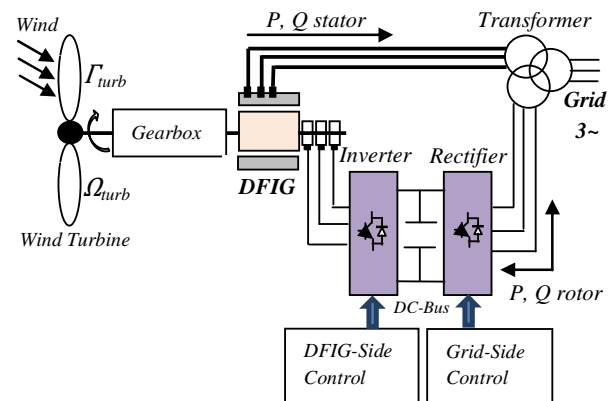 Wind
P, Q stator
Transformer
Γturb
Gearbox
Grid
3~
Inverter
Rectifier
DFIG
Ωturb
Wind Turbine
P, Q rotor
DC-Bus
DFIG-Side
Control
Grid-Side
Control